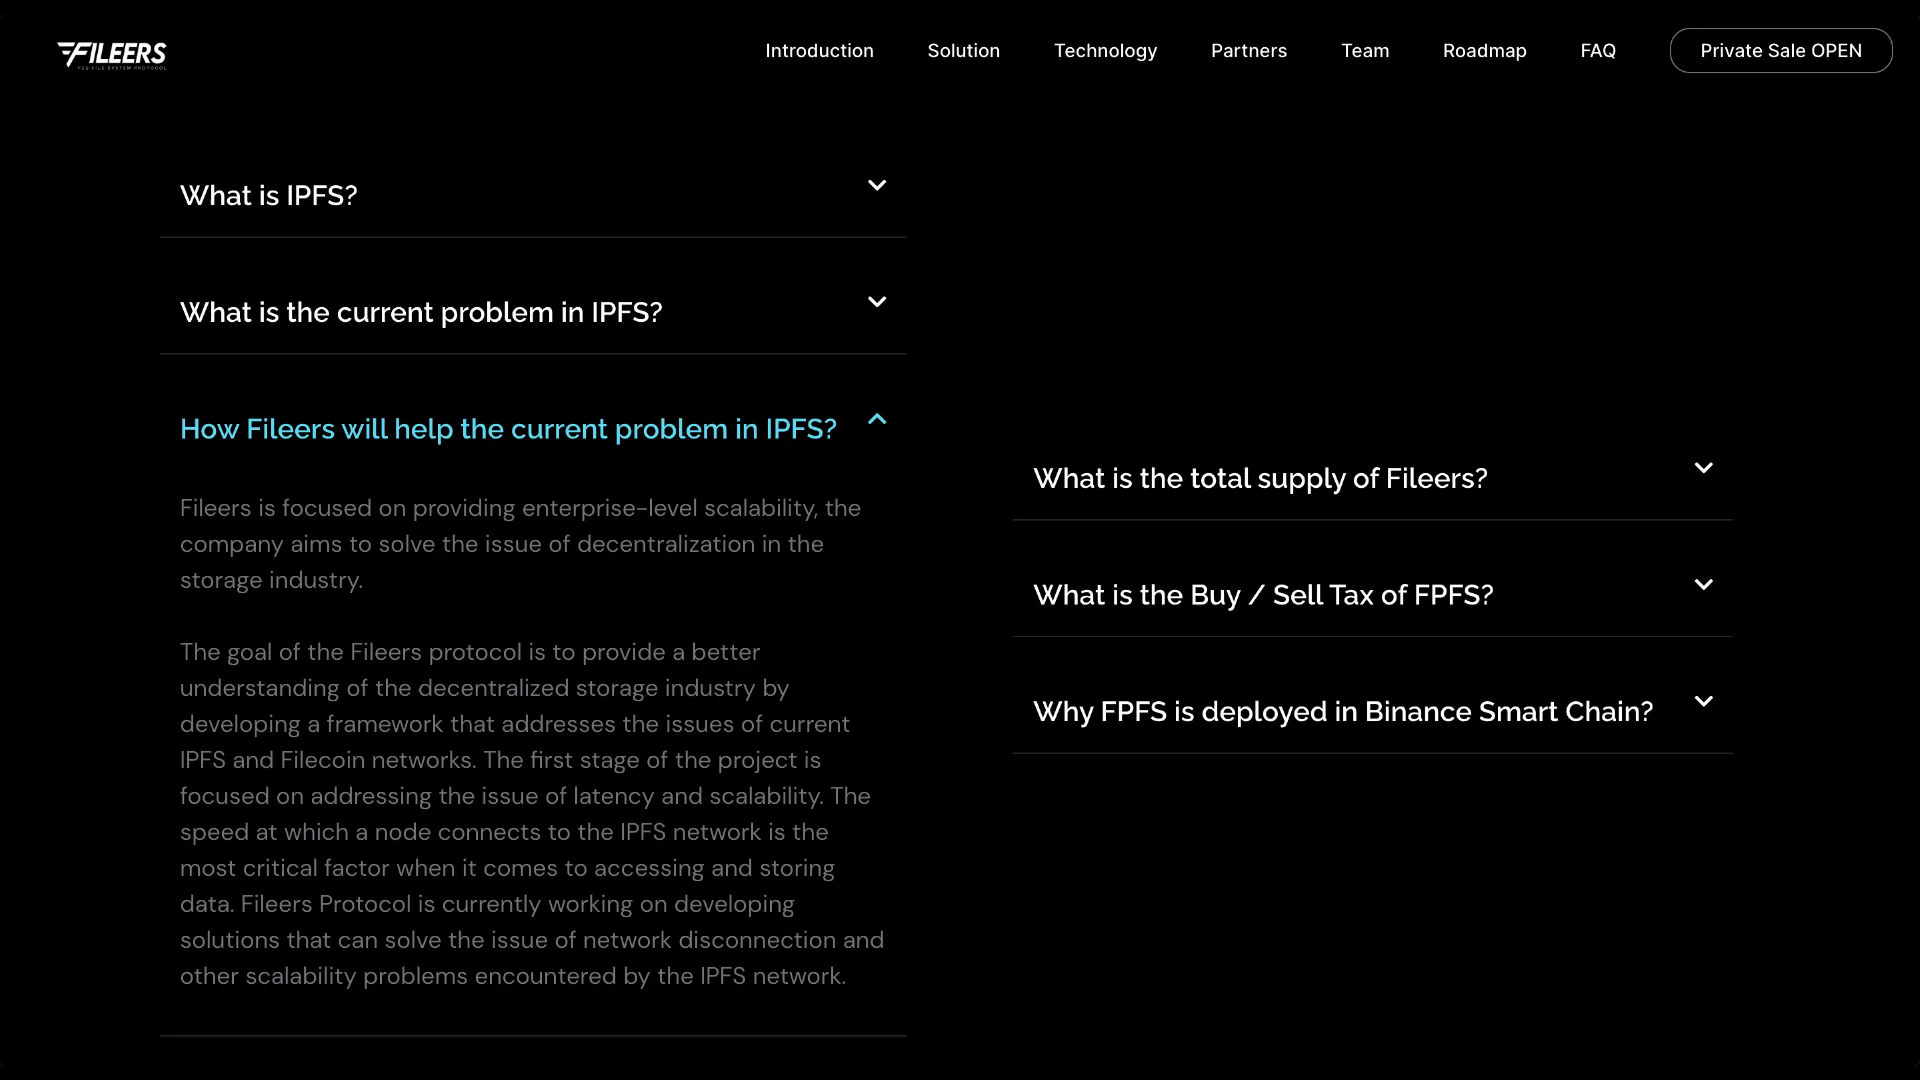 FILEERS
Introduction
Solution
Technology
Partners
Team
Roadmap
FAQ
Private Sale OPEN
What is IPFS?
What is the current problem in IPFS?
How Fileers will help the current problem in IPFS?
Fileers is focused on providing enterprise-level scalability, the
company aims to solve the issue of decentralization in the
storage industry.
The goal of the Fileers protocol is to provide a better
understanding of the decentralized storage industry by
developing a framework that addresses the issues of current
IPFS and Filecoin networks. The first stage of the project is
focused on addressing the issue of latency and scalability. The
speed at which a node connects to the IPFS network is the
most critical factor when it comes to accessing and storing
data. Fileers Protocol is currently working on developing
solutions that can solve the issue of network disconnection and
other scalability problems encountered by the IPFS network.
What is the total supply of Fileers?
What is the Buy / Sell Tax of FPFS?
Why FPFS is deployed in Binance Smart Chain?